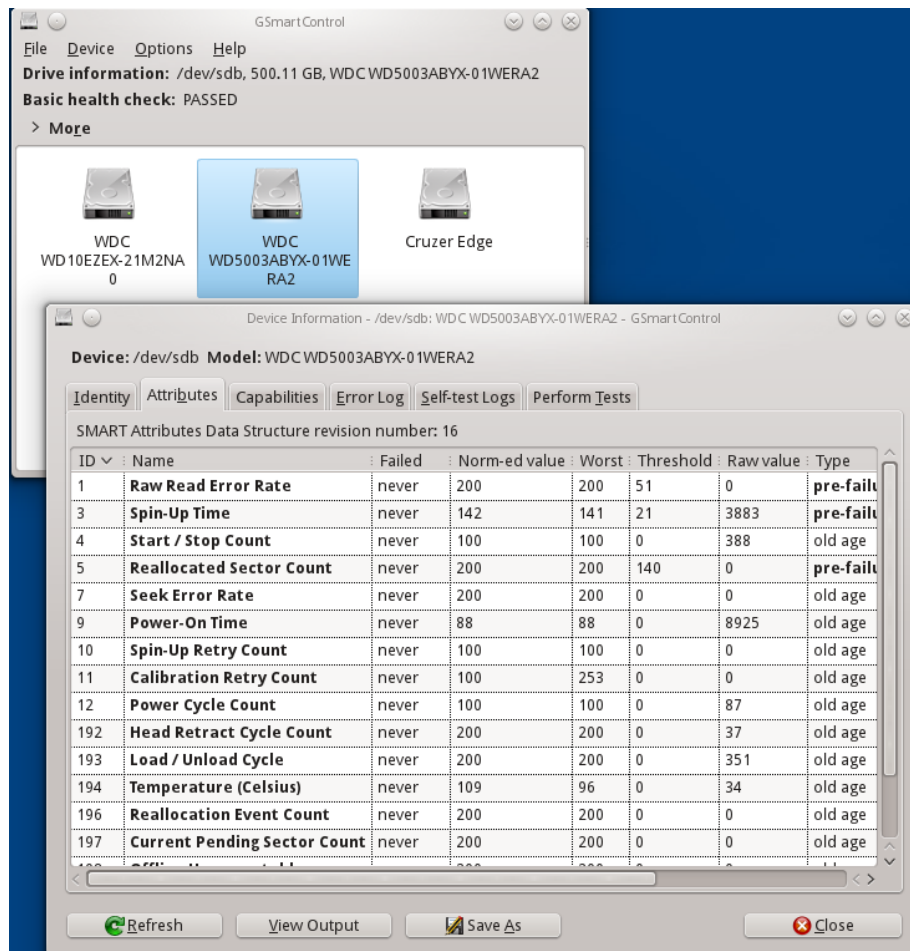 GSmartControl
File Device Options Help
Drive information: /dev/sdb, 500.11 GB, WDC WD5003ABYX-01WERA2
Basic health check: PASSED
> More
WDC
WD10EZEX-21M2NA
0
WDC
WD5003ABYX-01WE
RA2
Cruzer Edge
Device Information - /dev/sdb: WDC WD5003ABYX-01WERA2 - GSmartControl
Device: /dev/sdb Model: WDC WD5003ABYX-01WERA2
Identity Attributes Capabilities Error Log Self-test Logs Perform Tests
SMART Attributes Data Structure revision number: 16
ID Name Failed Norm-ed value Worst Threshold Raw value Type
1 Raw Read Error Rate never 200 200 51 0 pre-failu
3 Spin-Up Time never 142 141 21 3883 pre-failu
4 Start / Stop Count never 100 100 0 388 old age
5 Reallocated Sector Count never 200 200 140 0 pre-failu
7 Seek Error Rate never 200 200 0 0 old age
9 Power-On Time never 88 88 0 8925 old age
10 Spin-Up Retry Count never 100 100 0 0 old age
11 Calibration Retry Count never 100 253 0 0 old age
12 Power Cycle Count never 100 100 0 87 old age
192 Head Retract Cycle Count never 200 200 0 37 old age
193 Load / Unload Cycle never 200 200 0 351 old age
194 Temperature (Celsius) never 109 96 0 34 old age
196 Reallocation Event Count never 200 200 0 0 old age
197 Current Pending Sector Count never 200 200 0 0 old age
Refresh View Output Save As Close